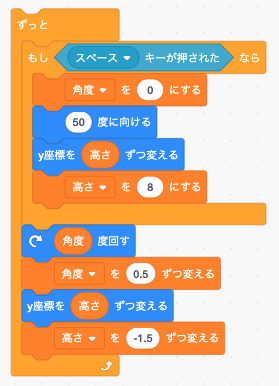 ずっと
もし スペース キーが押された なら
角度 を 0 にする
50 度に向ける
y座標を 高さ ずつ変える
高さ を 8 にする
角度 度回す
角度 を 0.5 ずつ変える
y座標を 高さ ずつ変える
高さ を -1.5 ずつ変える